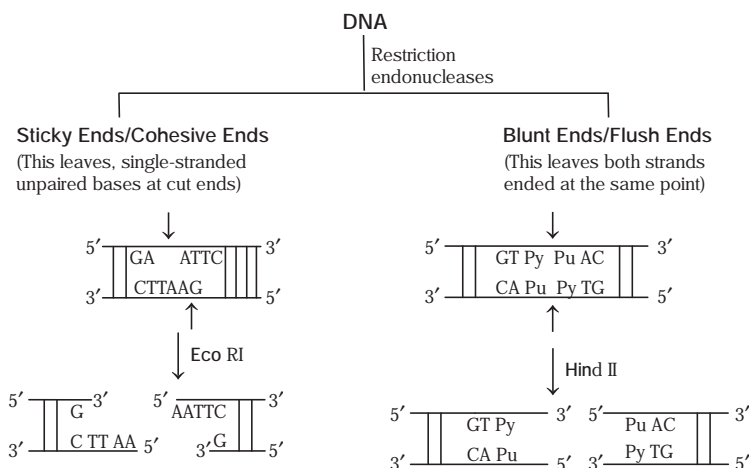 DNA
Restriction
endonucleases
Sticky Ends/Cohesive Ends
(This leaves, single-stranded
unpaired bases at cut ends)
Blunt Ends/Flush Ends
(This leaves both strands
ended at the same point)
5′ GA ATTC 3′
3′ CTTAAG 5′
5′ GT Py Pu AC 3′
3′ CA Pu Py TG 5′
Eco RI
Hind II
5′ G 3′ 5′ AATTC 3′
3′ C TT AA 5′ 3′ G 5′
5′ GT Py 3′ 5′ Pu AC 3′
3′ CA Pu 5′ 3′ Py TG 5′